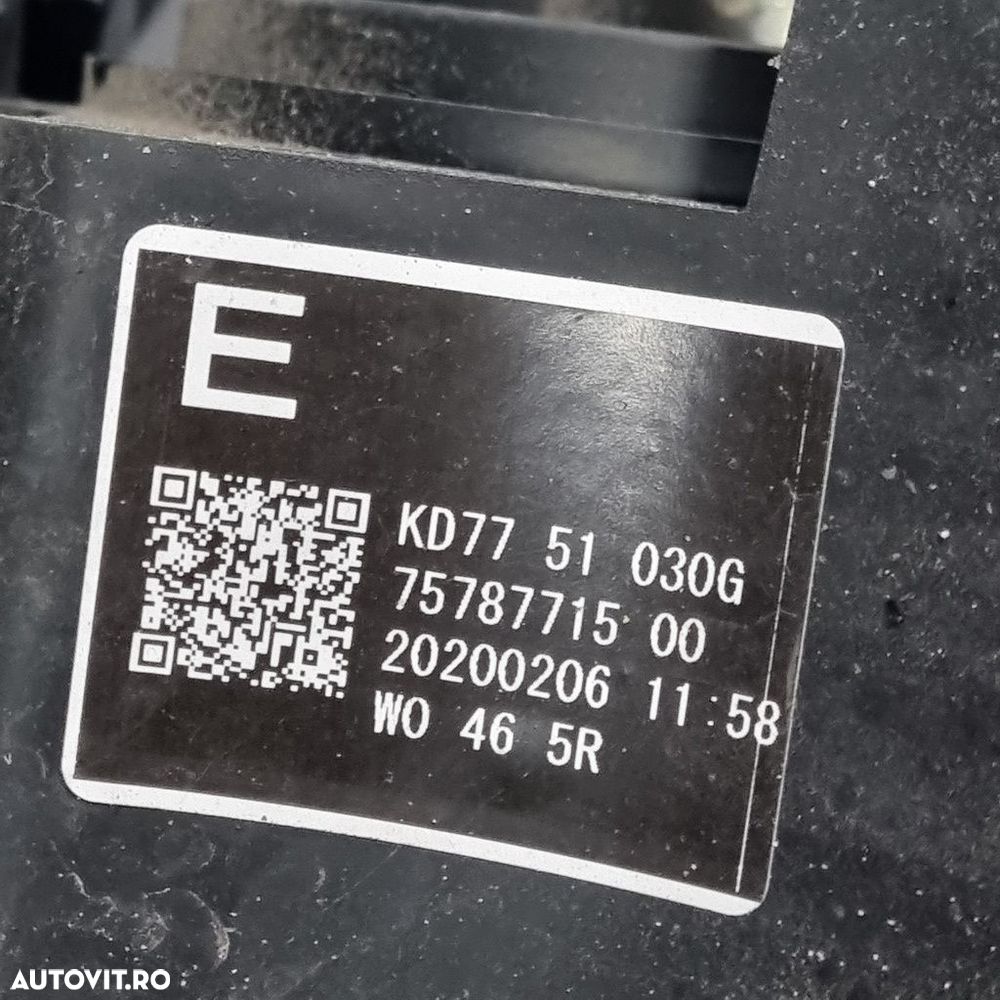 E
KD77 51 030G
75787715 00
20200206 11:58
WO 46 5R
AUTOVIT.RO